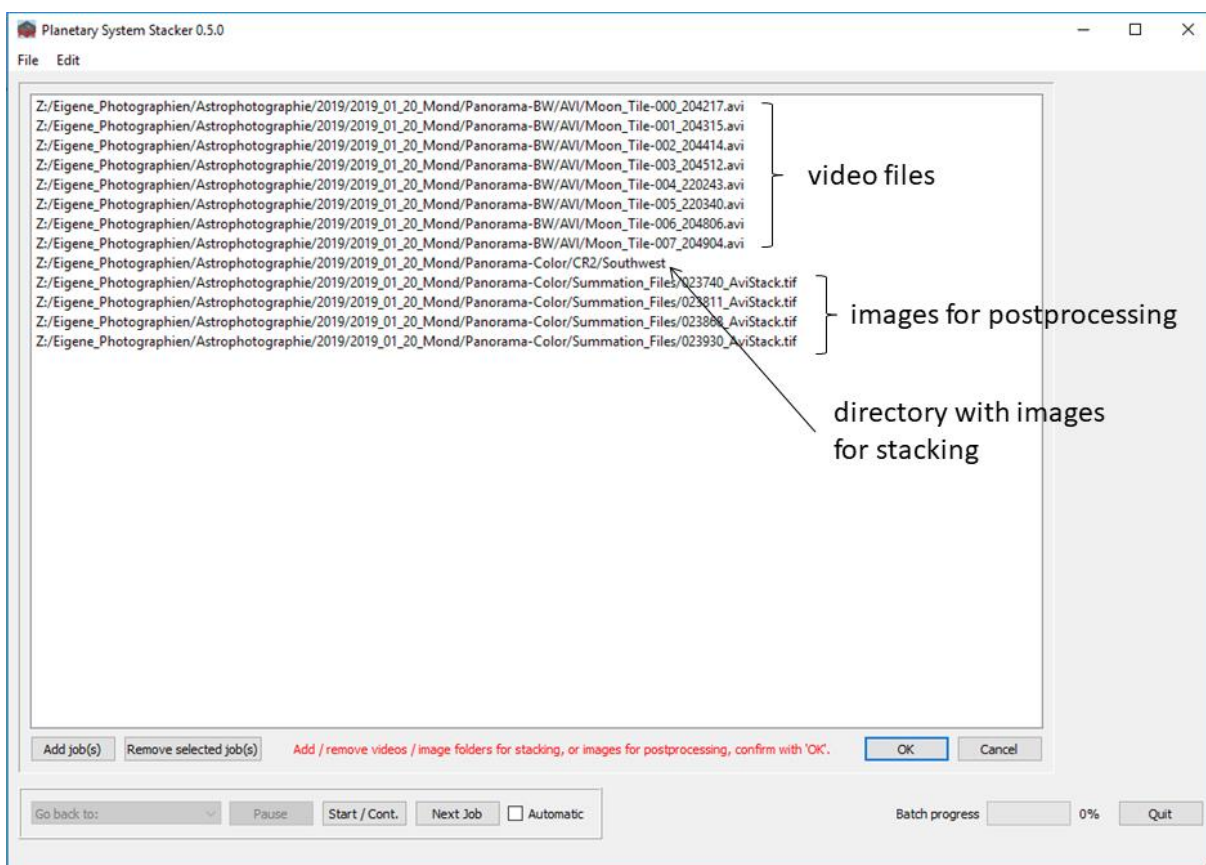 Planetary System Stacker 0.5.0
File Edit
Z:/Eigene_Photographien/Astrophotographie/2019/2019_01_20_Mond/Panorama-BW/AVI/Moon_Tile-000_204217.avi
Z:/Eigene_Photographien/Astrophotographie/2019/2019_01_20_Mond/Panorama-BW/AVI/Moon_Tile-001_204315.avi
Z:/Eigene_Photographien/Astrophotographie/2019/2019_01_20_Mond/Panorama-BW/AVI/Moon_Tile-002_204414.avi
Z:/Eigene_Photographien/Astrophotographie/2019/2019_01_20_Mond/Panorama-BW/AVI/Moon_Tile-003_204512.avi
Z:/Eigene_Photographien/Astrophotographie/2019/2019_01_20_Mond/Panorama-BW/AVI/Moon_Tile-004_220243.avi
Z:/Eigene_Photographien/Astrophotographie/2019/2019_01_20_Mond/Panorama-BW/AVI/Moon_Tile-005_220340.avi
Z:/Eigene_Photographien/Astrophotographie/2019/2019_01_20_Mond/Panorama-BW/AVI/Moon_Tile-006_204806.avi
Z:/Eigene_Photographien/Astrophotographie/2019/2019_01_20_Mond/Panorama-BW/AVI/Moon_Tile-007_204904.avi
Z:/Eigene_Photographien/Astrophotographie/2019/2019_01_20_Mond/Panorama-Color/CR2/Southwest
Z:/Eigene_Photographien/Astrophotographie/2019/2019_01_20_Mond/Panorama-Color/Summation_Files/023740_AviStack.tif
Z:/Eigene_Photographien/Astrophotographie/2019/2019_01_20_Mond/Panorama-Color/Summation_Files/023811_AviStack.tif
Z:/Eigene_Photographien/Astrophotographie/2019/2019_01_20_Mond/Panorama-Color/Summation_Files/023868_AviStack.tif
Z:/Eigene_Photographien/Astrophotographie/2019/2019_01_20_Mond/Panorama-Color/Summation_Files/023930_AviStack.tif
video files
images for postprocessing
directory with images
for stacking
Add job(s) Remove selected job(s) Add / remove videos / image folders for stacking, or images for postprocessing, confirm with 'OK'. OK Cancel
Go back to: Pause Start / Cont. Next Job Automatic Batch progress 0% Quit